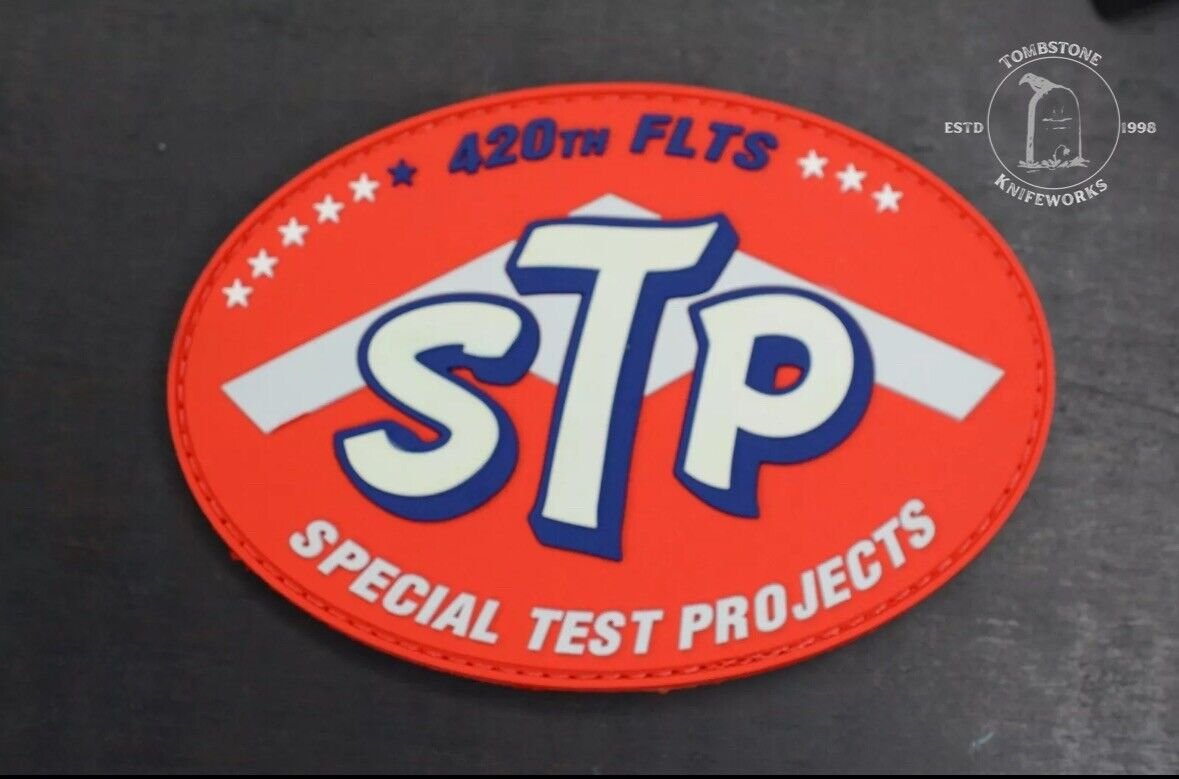 TOMBSTONE
ESTD 1998
KNIFEWORKS
420TH FLTS
STP
SPECIAL TEST PROJECTS